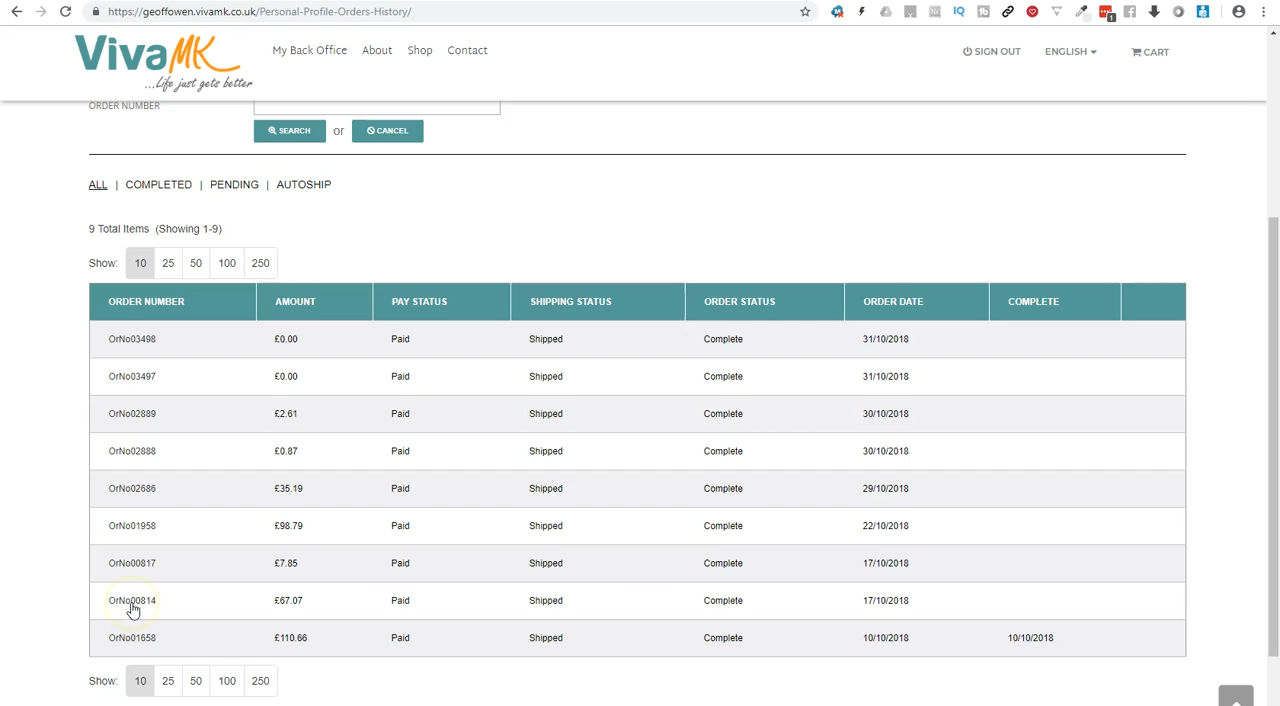 https://geoffowen.vivamk.co.uk/Personal-Profile-Orders-History/
VivaMK
...Life just gets better
My Back Office About Shop Contact
SIGN OUT ENGLISH CART
ORDER NUMBER
SEARCH or CANCEL
ALL | COMPLETED | PENDING | AUTOSHIP
9 Total Items (Showing 1-9)
Show: 10 25 50 100 250
ORDER NUMBER AMOUNT PAY STATUS SHIPPING STATUS ORDER STATUS ORDER DATE COMPLETE
OrNo03498 £0.00 Paid Shipped Complete 31/10/2018
OrNo03497 £0.00 Paid Shipped Complete 31/10/2018
OrNo02889 £2.61 Paid Shipped Complete 30/10/2018
OrNo02888 £0.87 Paid Shipped Complete 30/10/2018
OrNo02686 £35.19 Paid Shipped Complete 29/10/2018
OrNo01958 £98.79 Paid Shipped Complete 22/10/2018
OrNo00817 £7.85 Paid Shipped Complete 17/10/2018
OrNo00814 £67.07 Paid Shipped Complete 17/10/2018
OrNo01658 £110.66 Paid Shipped Complete 10/10/2018 10/10/2018
Show: 10 25 50 100 250